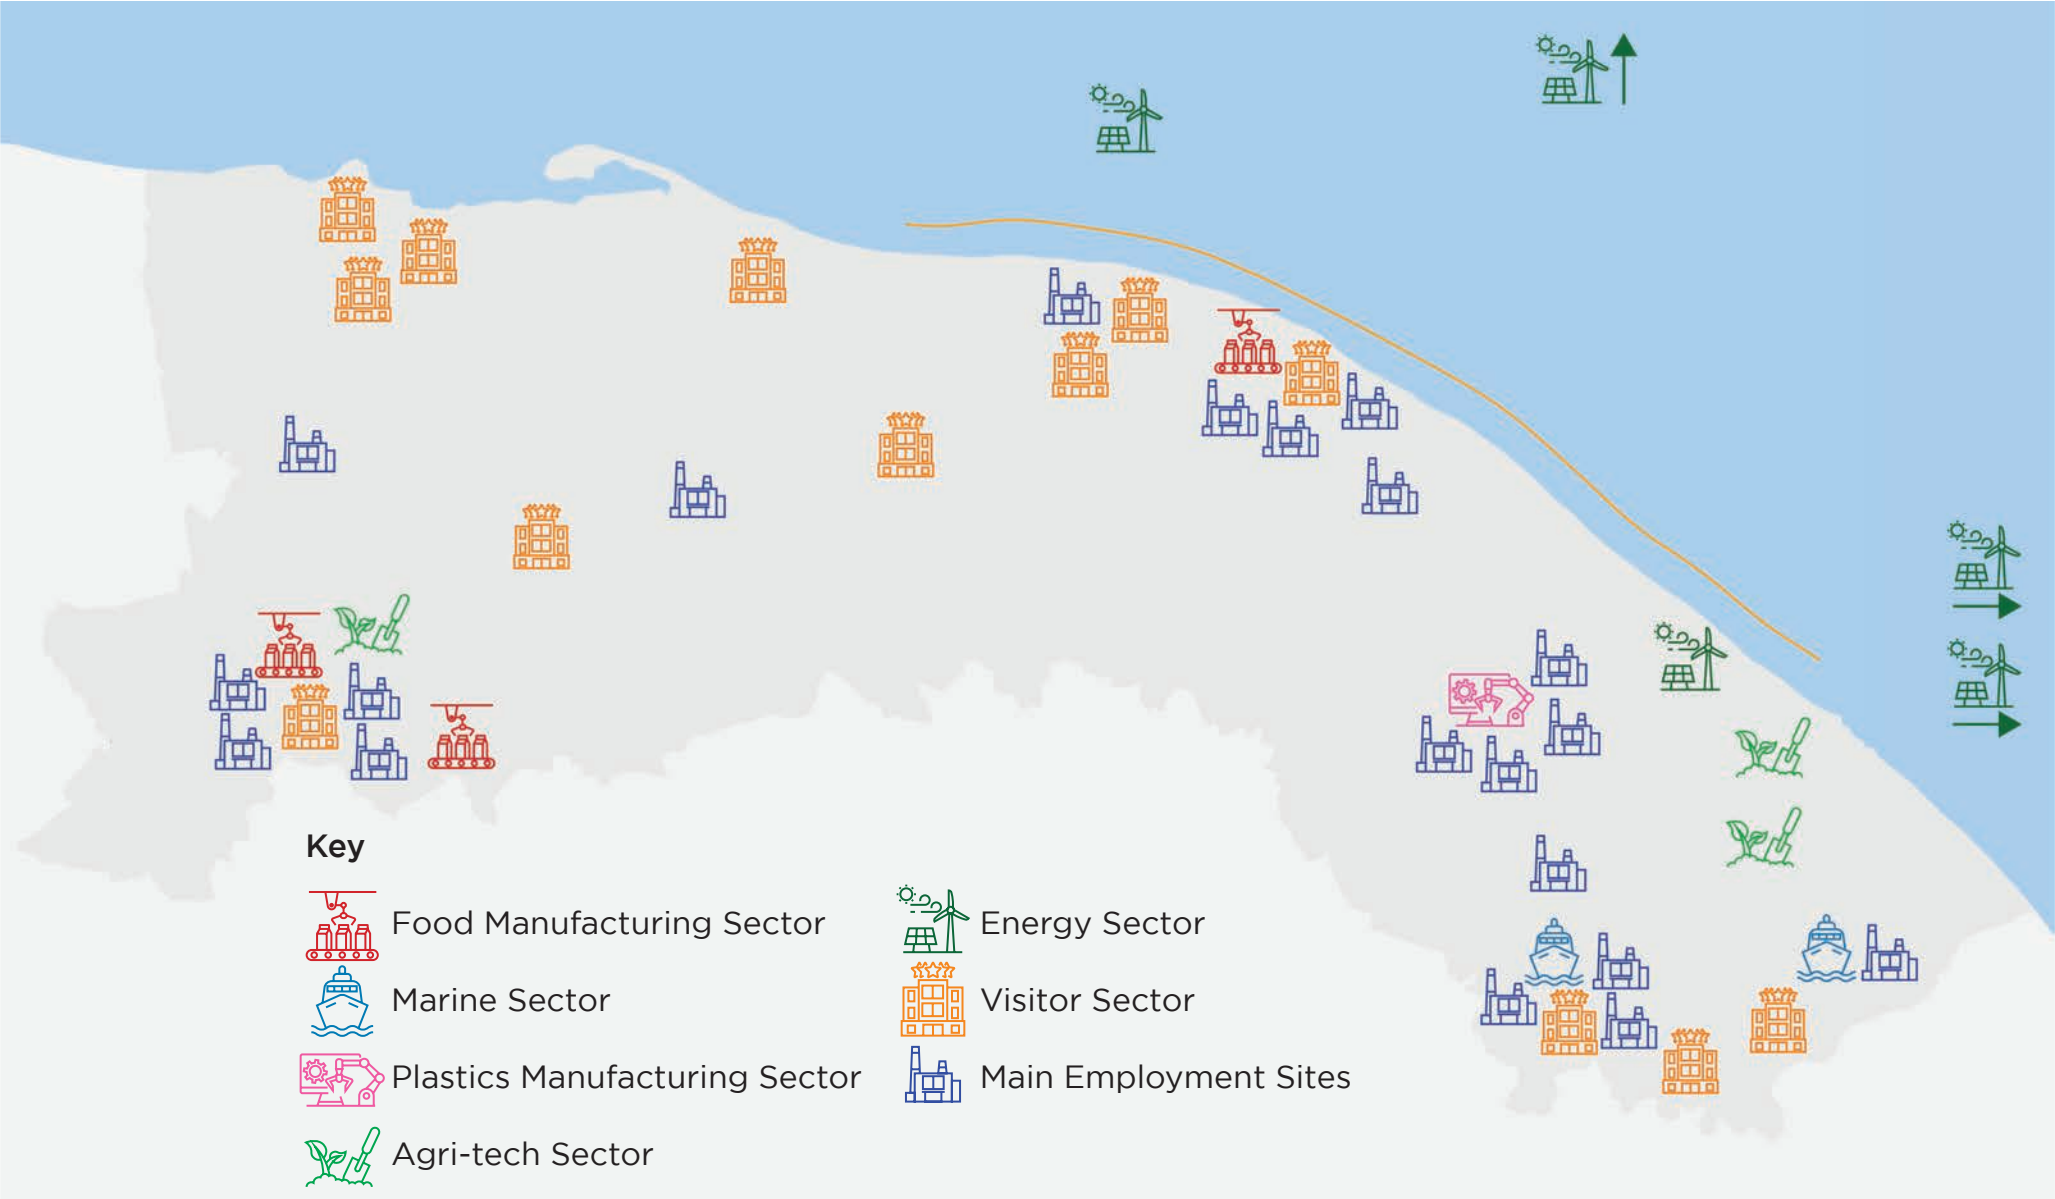 Key
Food Manufacturing Sector
Marine Sector
Plastics Manufacturing Sector
Agri-tech Sector
Energy Sector
Visitor Sector
Main Employment Sites